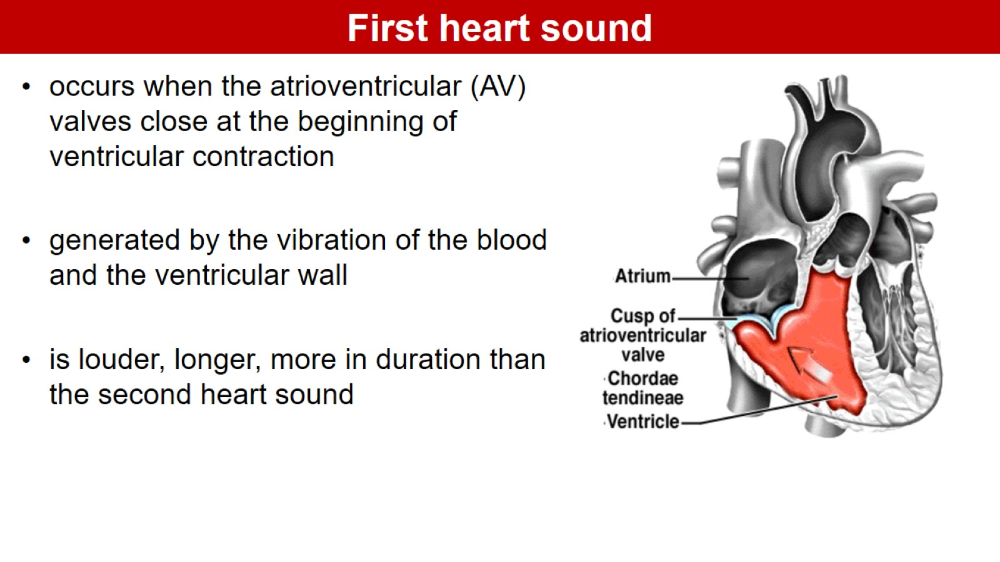 First heart sound
• occurs when the atrioventricular (AV)
valves close at the beginning of
ventricular contraction
• generated by the vibration of the blood
and the ventricular wall
• is louder, longer, more in duration than
the second heart sound
Atrium
Cusp of
atrioventricular
valve
Chordae
tendineae
Ventricle